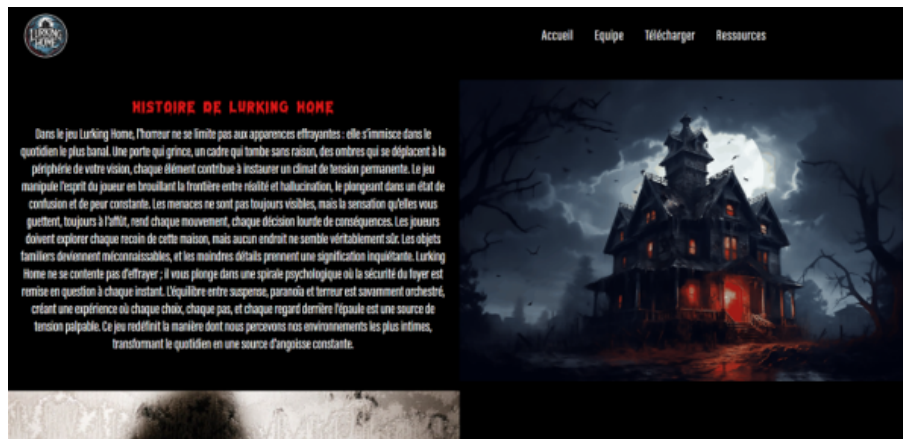 LURKING
HOME
Accueil Equipe Télécharger Ressources
HISTOIRE DE LURKING HOME
Dans le jeu Lurking Home, l'horreur ne se limite pas aux apparences effrayantes : elle s'immisce dans le
quotidien le plus banal. Une porte qui grince, un cadre qui tombe sans raison, des ombres qui se déplacent à la
périphérie de votre vision, chaque élément contribue à instaurer un climat de tension permanente. Le jeu
manipule l'esprit du joueur en brouillant la frontière entre réalité et hallucination, le plongeant dans un état de
confusion et de peur constante. Les menaces ne sont pas toujours visibles, mais la sensation qu'elles vous
guettent, toujours à l'affût, rend chaque mouvement, chaque décision lourde de conséquences. Les joueurs
doivent explorer chaque recoin de cette maison, mais aucun endroit ne semble véritablement sûr. Les objets
familiers deviennent méconnaissables, et les moindres détails prennent une signification inquiétante. Lurking
Home ne se contente pas d'effrayer ; il vous plonge dans une spirale psychologique où la sécurité du foyer est
remise en question à chaque instant. L'équilibre entre suspense, paranoïa et terreur est savamment orchestré,
créant une expérience où chaque choix, chaque pas, et chaque regard derrière l'épaule est une source de
tension palpable. Ce jeu redéfinit la manière dont nous percevons nos environnements les plus intimes,
transformant le quotidien en une source d'angoisse constante.